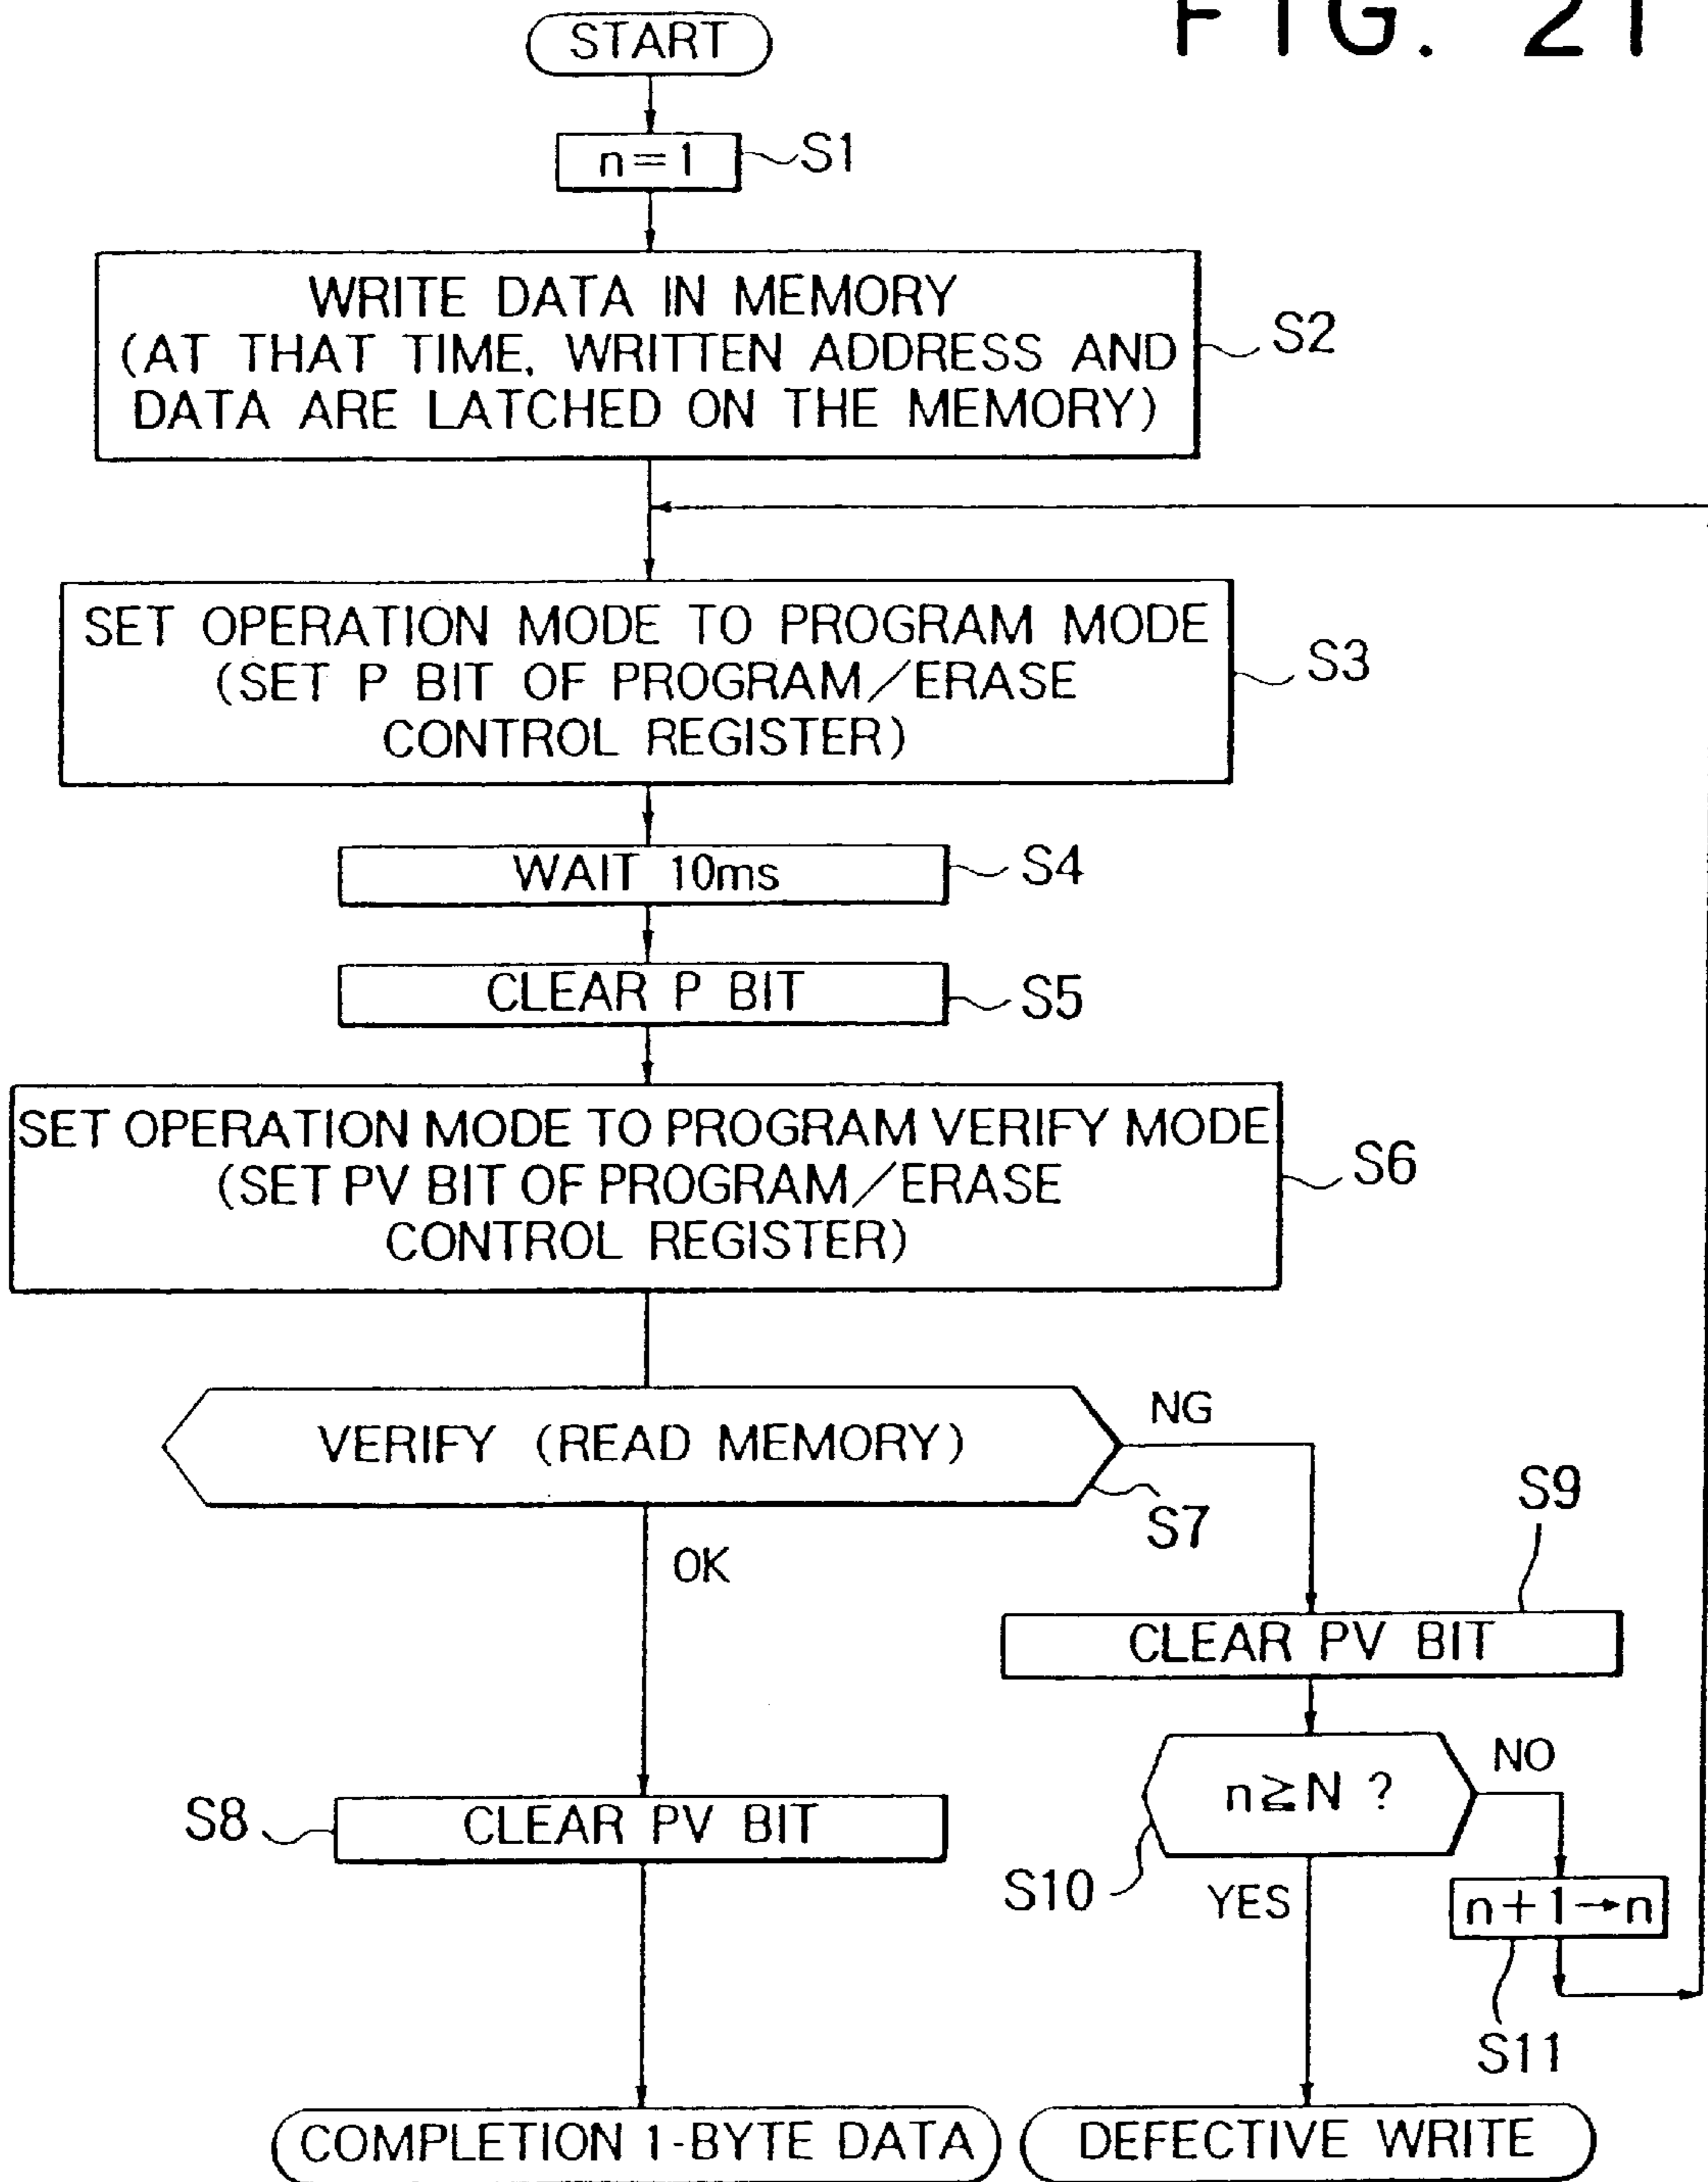 FIG. 21
START
n=1
S1
WRITE DATA IN MEMORY
(AT THAT TIME, WRITTEN ADDRESS AND
DATA ARE LATCHED ON THE MEMORY)
S2
SET OPERATION MODE TO PROGRAM MODE
(SET P BIT OF PROGRAM/ERASE
CONTROL REGISTER)
S3
WAIT 10ms
S4
CLEAR P BIT
S5
SET OPERATION MODE TO PROGRAM VERIFY MODE
(SET PV BIT OF PROGRAM/ERASE
CONTROL REGISTER)
S6
VERIFY (READ MEMORY)
NG
S7
OK
S9
CLEAR PV BIT
S8
CLEAR PV BIT
n≧N ?
NO
S10
YES
n+1→n
S11
COMPLETION 1-BYTE DATA
DEFECTIVE WRITE